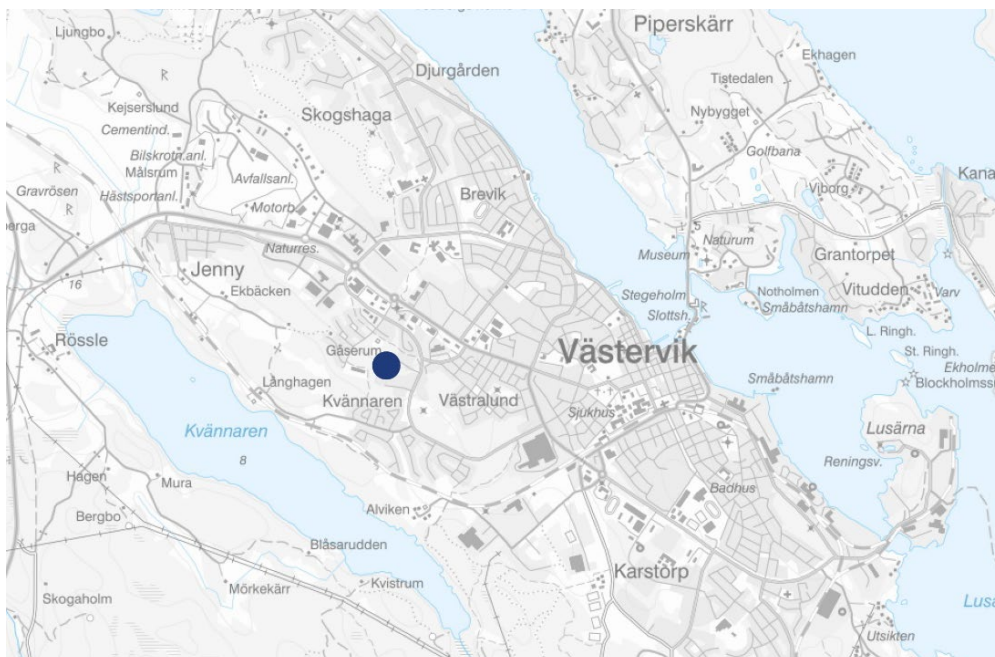 Ljungbo
Piperskärr
Ekhagen
Djurgården
Tistedalen
Kejserslund
Skogshaga
Nybygget
Cementind.
Golfbana
Bilskrotn.anl.
Målsrum
Avfallsanl.
Kana
Gravrösen
Hästsportanl.
Brevik
Viborg
Motorb.
Naturum
erga
Naturres.
Museum
5
Grantorpet
Jenny
16
Ekbäcken
Stegeholm
Notholmen
Vitudden
Varv
Slottsh.
Småbåtshamn
L. Ringh.
Rössle
Gåserum
Västervik
St. Ringh.
Ekholme
Småbåtshamn
Blockholmssp
Långhagen
Kvännaren
Västralund
Sjukhus
Lusärna
Kvännaren
8
Reningsv.
Hagen
Mura
Badhus
Alviken
Bergbo
Blåsarudden
Karstorp
Kvistrum
Mörkekärr
Skogaholm
Lusä
Utsikten